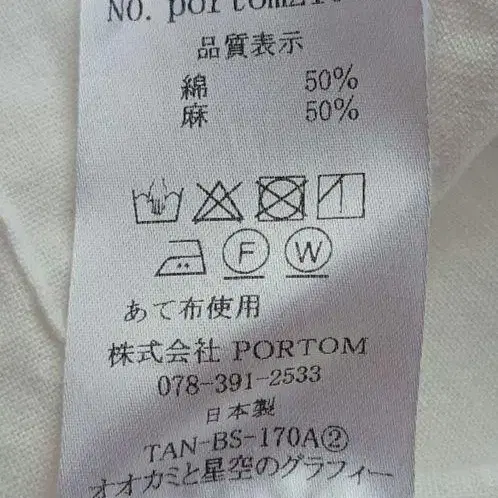 No. portom
品質表示
綿 50%
麻 50%
F W
あて布使用
株式会社 PORTOM
078-391-2533
日本製
TAN-BS-170A②
オオカミと星空のグラフィー